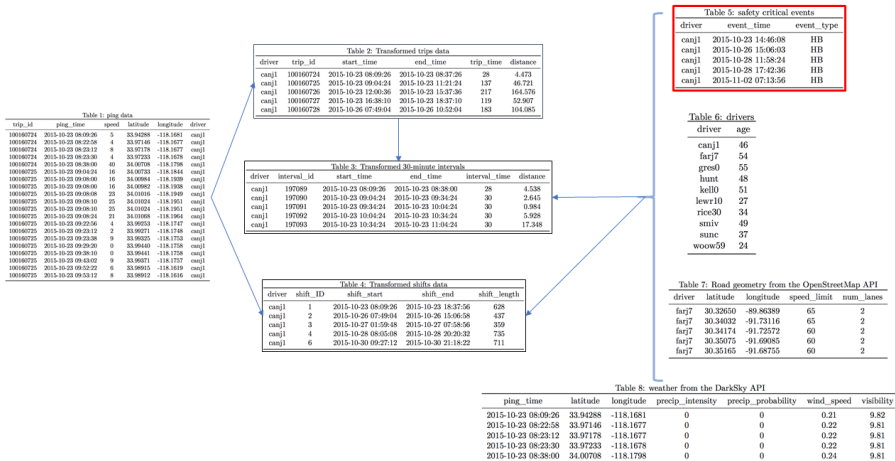 Table 1: ping data
trip_id ping_time speed latitude longitude driver
100160724 2015-10-23 08:09:26 5 33.94288 -118.1681 canj1
100160724 2015-10-23 08:22:58 4 33.97146 -118.1677 canj1
100160724 2015-10-23 08:23:12 8 33.97178 -118.1677 canj1
100160724 2015-10-23 08:23:30 4 33.97233 -118.1678 canj1
100160724 2015-10-23 08:38:00 40 34.00708 -118.1798 canj1
100160725 2015-10-23 09:04:24 16 34.00733 -118.1844 canj1
100160725 2015-10-23 09:08:00 16 34.00984 -118.1939 canj1
100160725 2015-10-23 09:08:00 16 34.00982 -118.1938 canj1
100160725 2015-10-23 09:08:08 23 34.01016 -118.1949 canj1
100160725 2015-10-23 09:08:10 25 34.01024 -118.1951 canj1
100160725 2015-10-23 09:08:10 25 34.01024 -118.1951 canj1
100160725 2015-10-23 09:08:24 21 34.01068 -118.1964 canj1
100160725 2015-10-23 09:22:56 4 33.99253 -118.1747 canj1
100160725 2015-10-23 09:23:12 2 33.99271 -118.1748 canj1
100160725 2015-10-23 09:23:38 9 33.99325 -118.1753 canj1
100160725 2015-10-23 09:29:20 0 33.99440 -118.1758 canj1
100160725 2015-10-23 09:38:10 0 33.99441 -118.1758 canj1
100160725 2015-10-23 09:43:02 9 33.99371 -118.1757 canj1
100160725 2015-10-23 09:52:22 6 33.98915 -118.1619 canj1
100160725 2015-10-23 09:53:12 8 33.98912 -118.1616 canj1
Table 2: Transformed trips data
driver trip_id start_time end_time trip_time distance
canj1 100160724 2015-10-23 08:09:26 2015-10-23 08:37:26 28 4.473
canj1 100160725 2015-10-23 09:04:24 2015-10-23 11:21:24 137 46.721
canj1 100160726 2015-10-23 12:00:36 2015-10-23 15:37:36 217 164.576
canj1 100160727 2015-10-23 16:38:10 2015-10-23 18:37:10 119 52.907
canj1 100160728 2015-10-26 07:49:04 2015-10-26 10:52:04 183 104.085
Table 3: Transformed 30-minute intervals
driver interval_id start_time end_time interval_time distance
canj1 197089 2015-10-23 08:09:26 2015-10-23 08:38:00 28 4.538
canj1 197090 2015-10-23 09:04:24 2015-10-23 09:34:24 30 2.645
canj1 197091 2015-10-23 09:34:24 2015-10-23 10:04:24 30 0.984
canj1 197092 2015-10-23 10:04:24 2015-10-23 10:34:24 30 5.928
canj1 197093 2015-10-23 10:34:24 2015-10-23 11:04:24 30 17.348
Table 4: Transformed shifts data
driver shift_ID shift_start shift_end shift_length
canj1 1 2015-10-23 08:09:26 2015-10-23 18:37:56 628
canj1 2 2015-10-26 07:49:04 2015-10-26 15:06:58 437
canj1 3 2015-10-27 01:59:48 2015-10-27 07:58:56 359
canj1 4 2015-10-28 08:05:08 2015-10-28 20:20:32 735
canj1 6 2015-10-30 09:27:12 2015-10-30 21:18:22 711
Table 5: safety critical events
driver event_time event_type
canj1 2015-10-23 14:46:08 HB
canj1 2015-10-26 15:06:03 HB
canj1 2015-10-28 11:58:24 HB
canj1 2015-10-28 17:42:36 HB
canj1 2015-11-02 07:13:56 HB
Table 6: drivers
driver age
canj1 46
farj7 54
gres0 55
hunt 48
kell0 51
lewr10 27
rice30 34
smiv 49
sunc 37
woow59 24
Table 7: Road geometry from the OpenStreetMap API
driver latitude longitude speed_limit num_lanes
farj7 30.32650 -89.86389 65 2
farj7 30.34032 -91.73116 65 2
farj7 30.34174 -91.72572 60 2
farj7 30.35075 -91.69085 60 2
farj7 30.35165 -91.68755 60 2
Table 8: weather from the DarkSky API
ping_time latitude longitude precip_intensity precip_probability wind_speed visibility
2015-10-23 08:09:26 33.94288 -118.1681 0 0 0.21 9.82
2015-10-23 08:22:58 33.97146 -118.1677 0 0 0.22 9.81
2015-10-23 08:23:12 33.97178 -118.1677 0 0 0.22 9.81
2015-10-23 08:23:30 33.97233 -118.1678 0 0 0.22 9.81
2015-10-23 08:38:00 34.00708 -118.1798 0 0 0.24 9.81